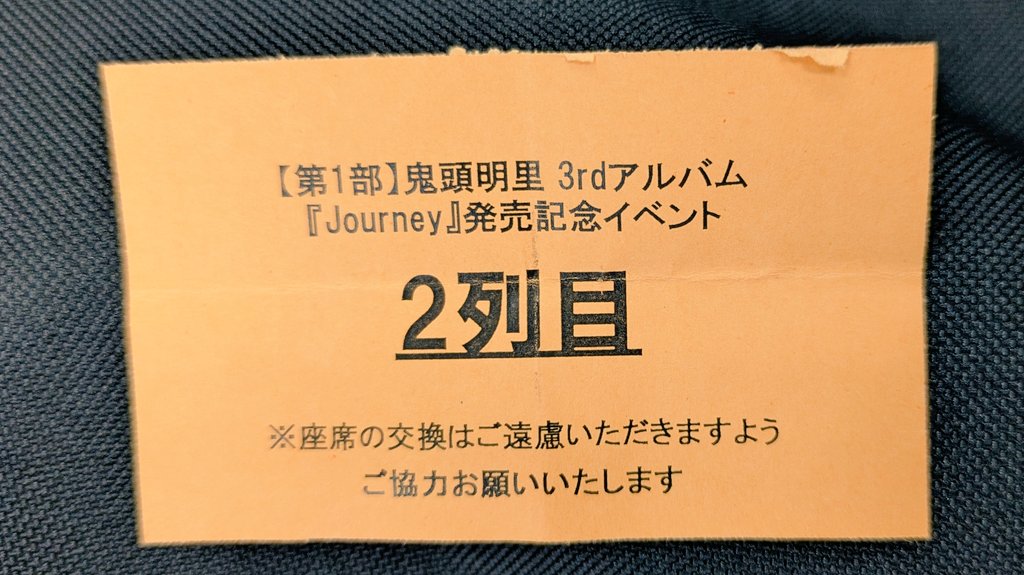 【第1部】鬼頭明里 3rdアルバム
『Journey』発売記念イベント
2列目
※座席の交換はご遠慮いただきますよう
ご協力お願いいたします